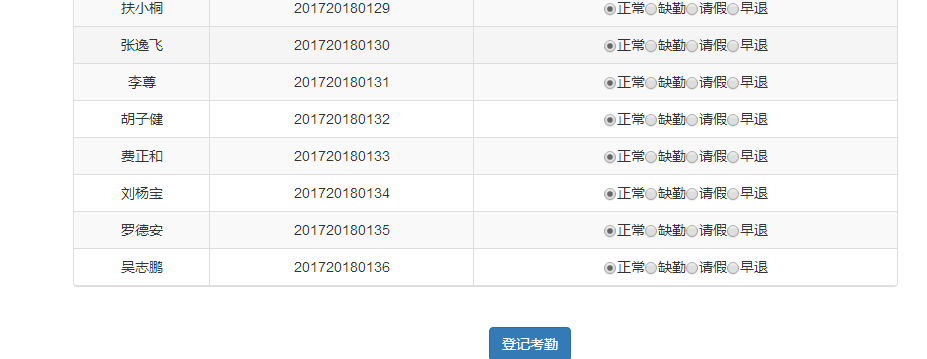 扶小桐 201720180129 正常缺勤请假早退
张逸飞 201720180130 正常缺勤请假早退
李尊 201720180131 正常缺勤请假早退
胡子健 201720180132 正常缺勤请假早退
费正和 201720180133 正常缺勤请假早退
刘杨宝 201720180134 正常缺勤请假早退
罗德安 201720180135 正常缺勤请假早退
吴志鹏 201720180136 正常缺勤请假早退
登记考勤